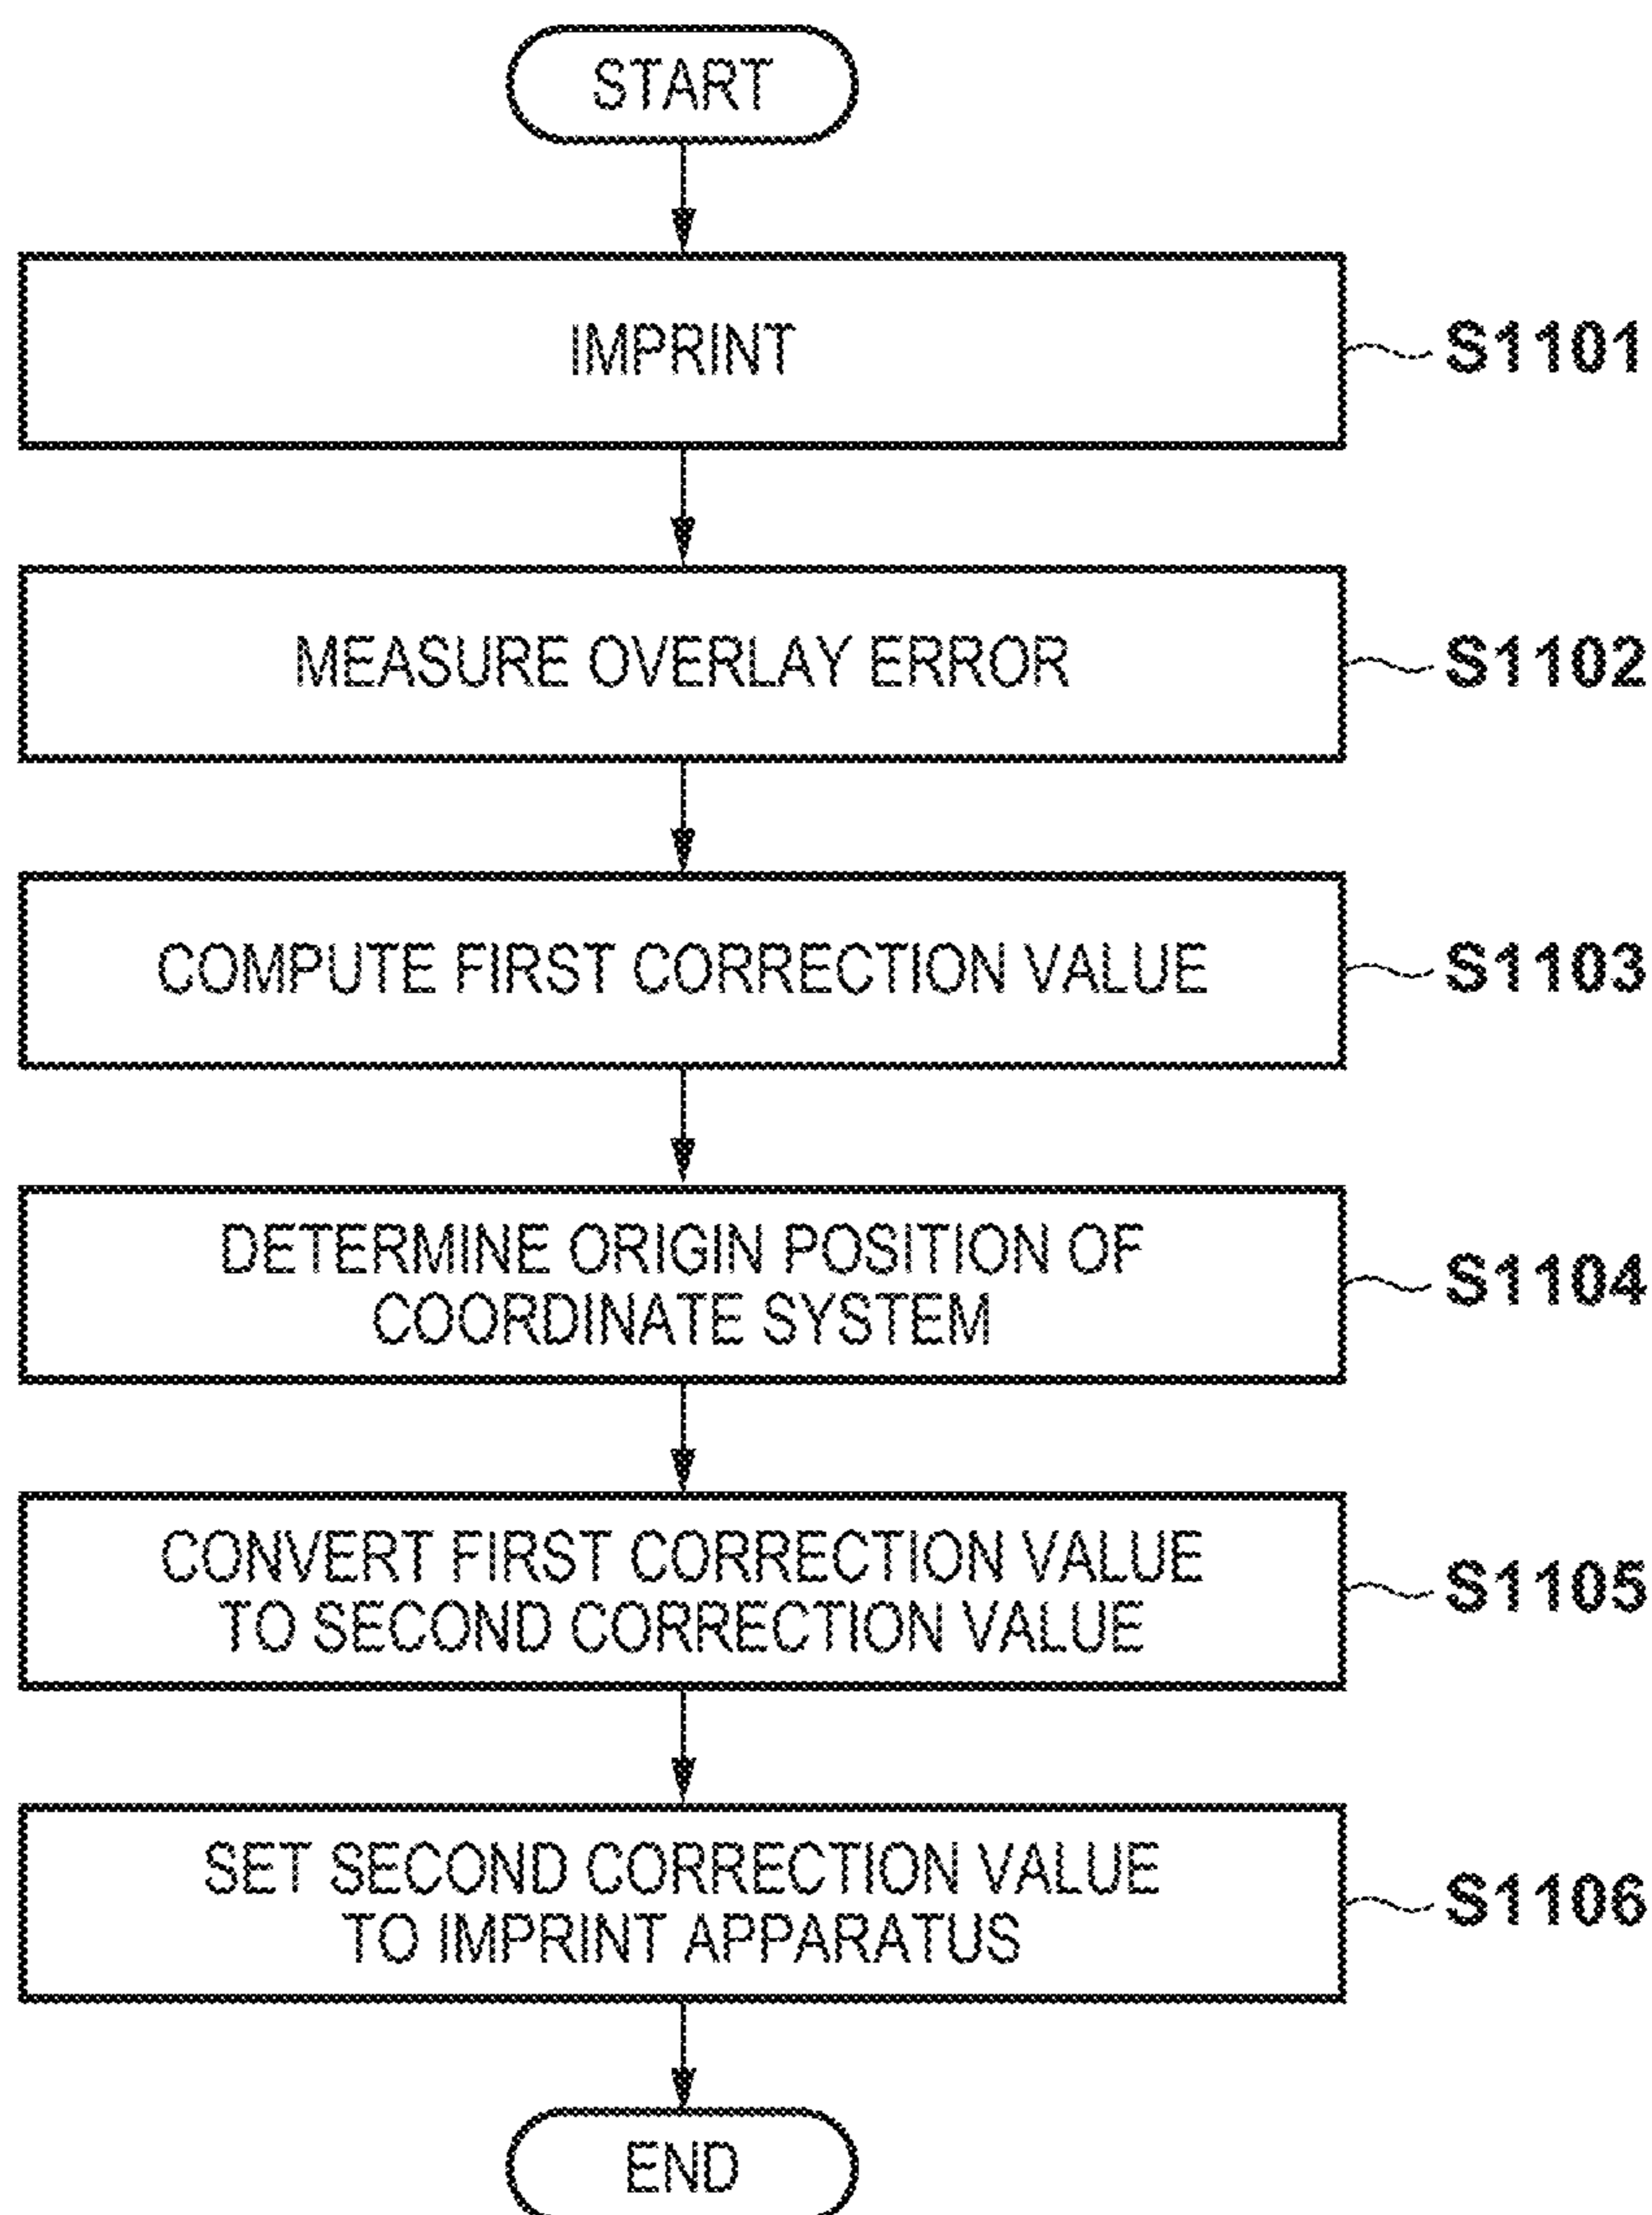 START
IMPRINT
S1101
MEASURE OVERLAY ERROR
S1102
COMPUTE FIRST CORRECTION VALUE
S1103
DETERMINE ORIGIN POSITION OF
COORDINATE SYSTEM
S1104
CONVERT FIRST CORRECTION VALUE
TO SECOND CORRECTION VALUE
S1105
SET SECOND CORRECTION VALUE
TO IMPRINT APPARATUS
S1106
END